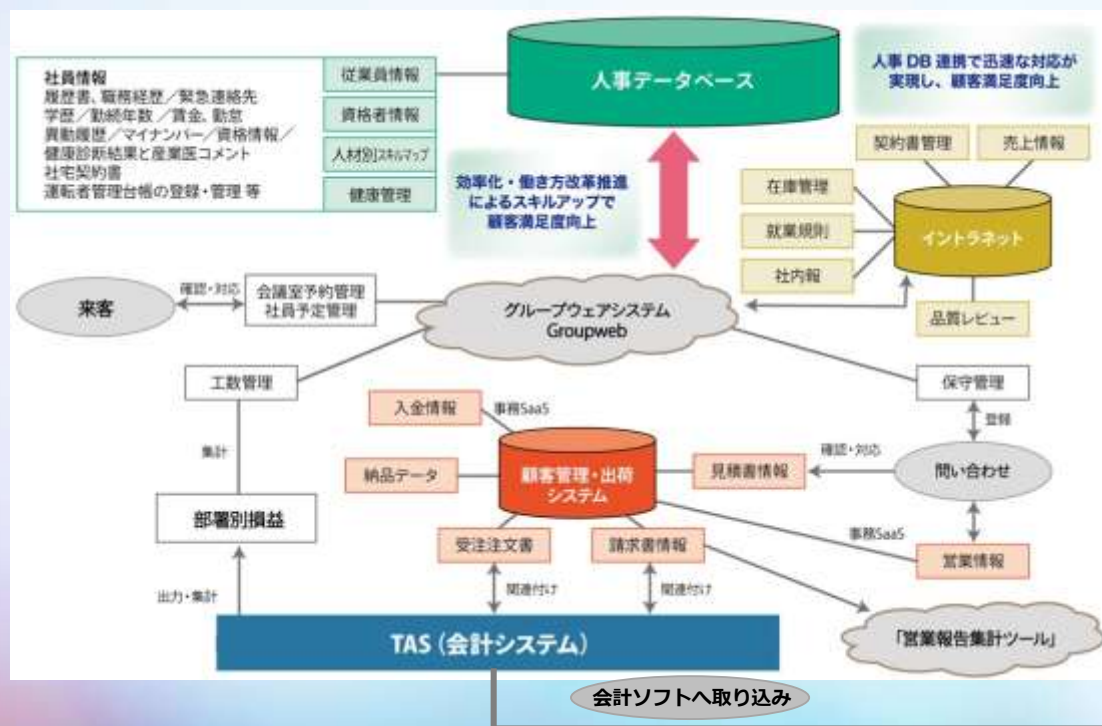 人事データベース
人事 DB 連携で迅速な対応が
実現し、顧客満足度向上
社員情報
履歴書、職務経歴／緊急連絡先
学歴／勤続年数／賃金、勤怠
異動履歴／マイナンバー／資格情報／
健康診断結果と産業医コメント
社宅契約書
運転者管理台帳の登録・管理 等
従業員情報
資格者情報
人材別スキルマップ
健康管理
効率化・働き方改革推進
によるスキルアップで
顧客満足度向上
契約書管理
売上情報
在庫管理
就業規則
社内報
イントラネット
品質レビュー
来客
確認・対応
会議室予約管理
社員予定管理
グループウェアシステム
Groupweb
工数管理
保守管理
集計
登録
入金情報
事務SaaS
納品データ
顧客管理・出荷
システム
見積書情報
確認・対応
問い合わせ
部署別損益
受注注文書
請求書情報
事務SaaS
営業情報
出力・集計
関連付け
関連付け
TAS（会計システム）
「営業報告集計ツール」
会計ソフトへ取り込み